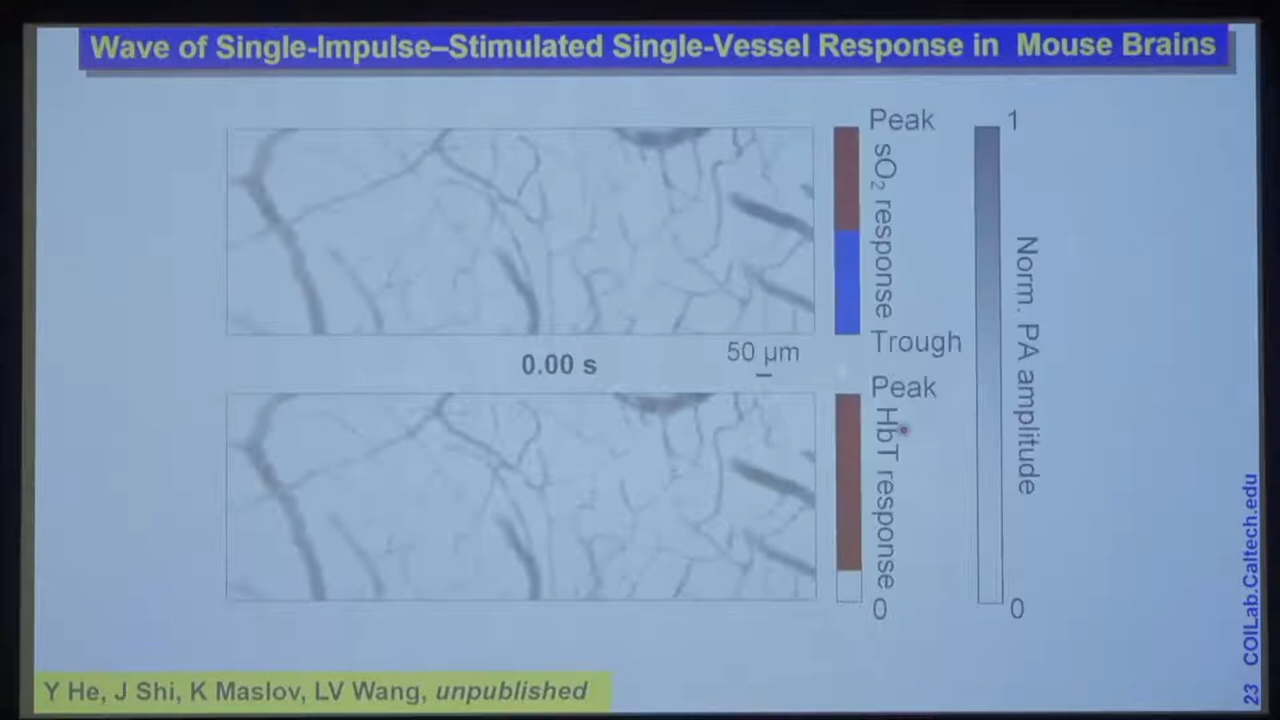 Wave of Single-Impulse–Stimulated Single-Vessel Response in Mouse Brains
Peak
sO₂ response
Trough
1
Norm. PA amplitude
0
0.00 s
50 µm
Peak
HbT response
0
Y He, J Shi, K Maslov, LV Wang, unpublished
23 COILab.Caltech.edu